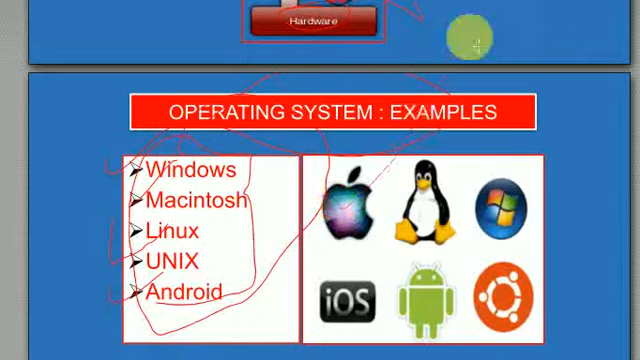 Hardware
OPERATING SYSTEM : EXAMPLES
Windows
Macintosh
Linux
UNIX
Android
iOS